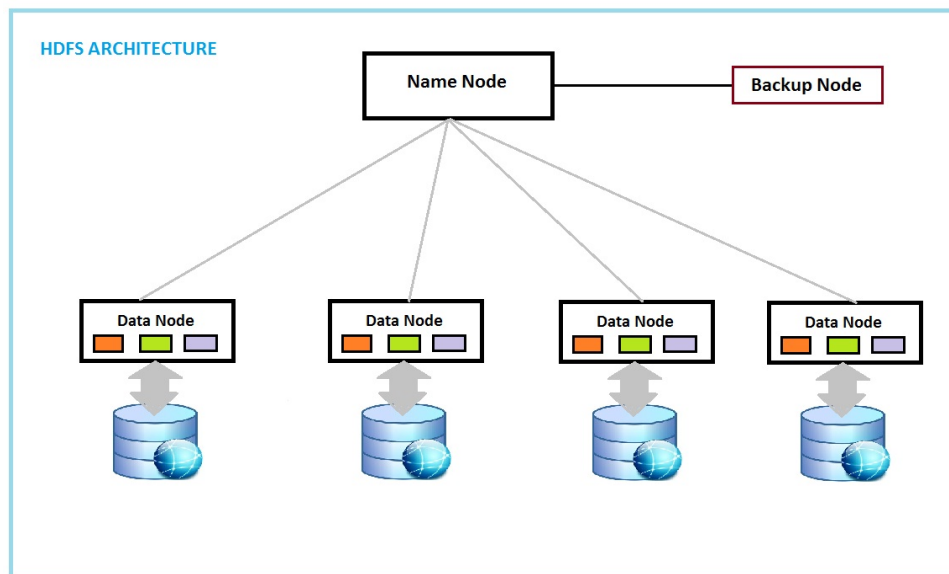 HDFS ARCHITECTURE
Name Node
Backup Node
Data Node
Data Node
Data Node
Data Node